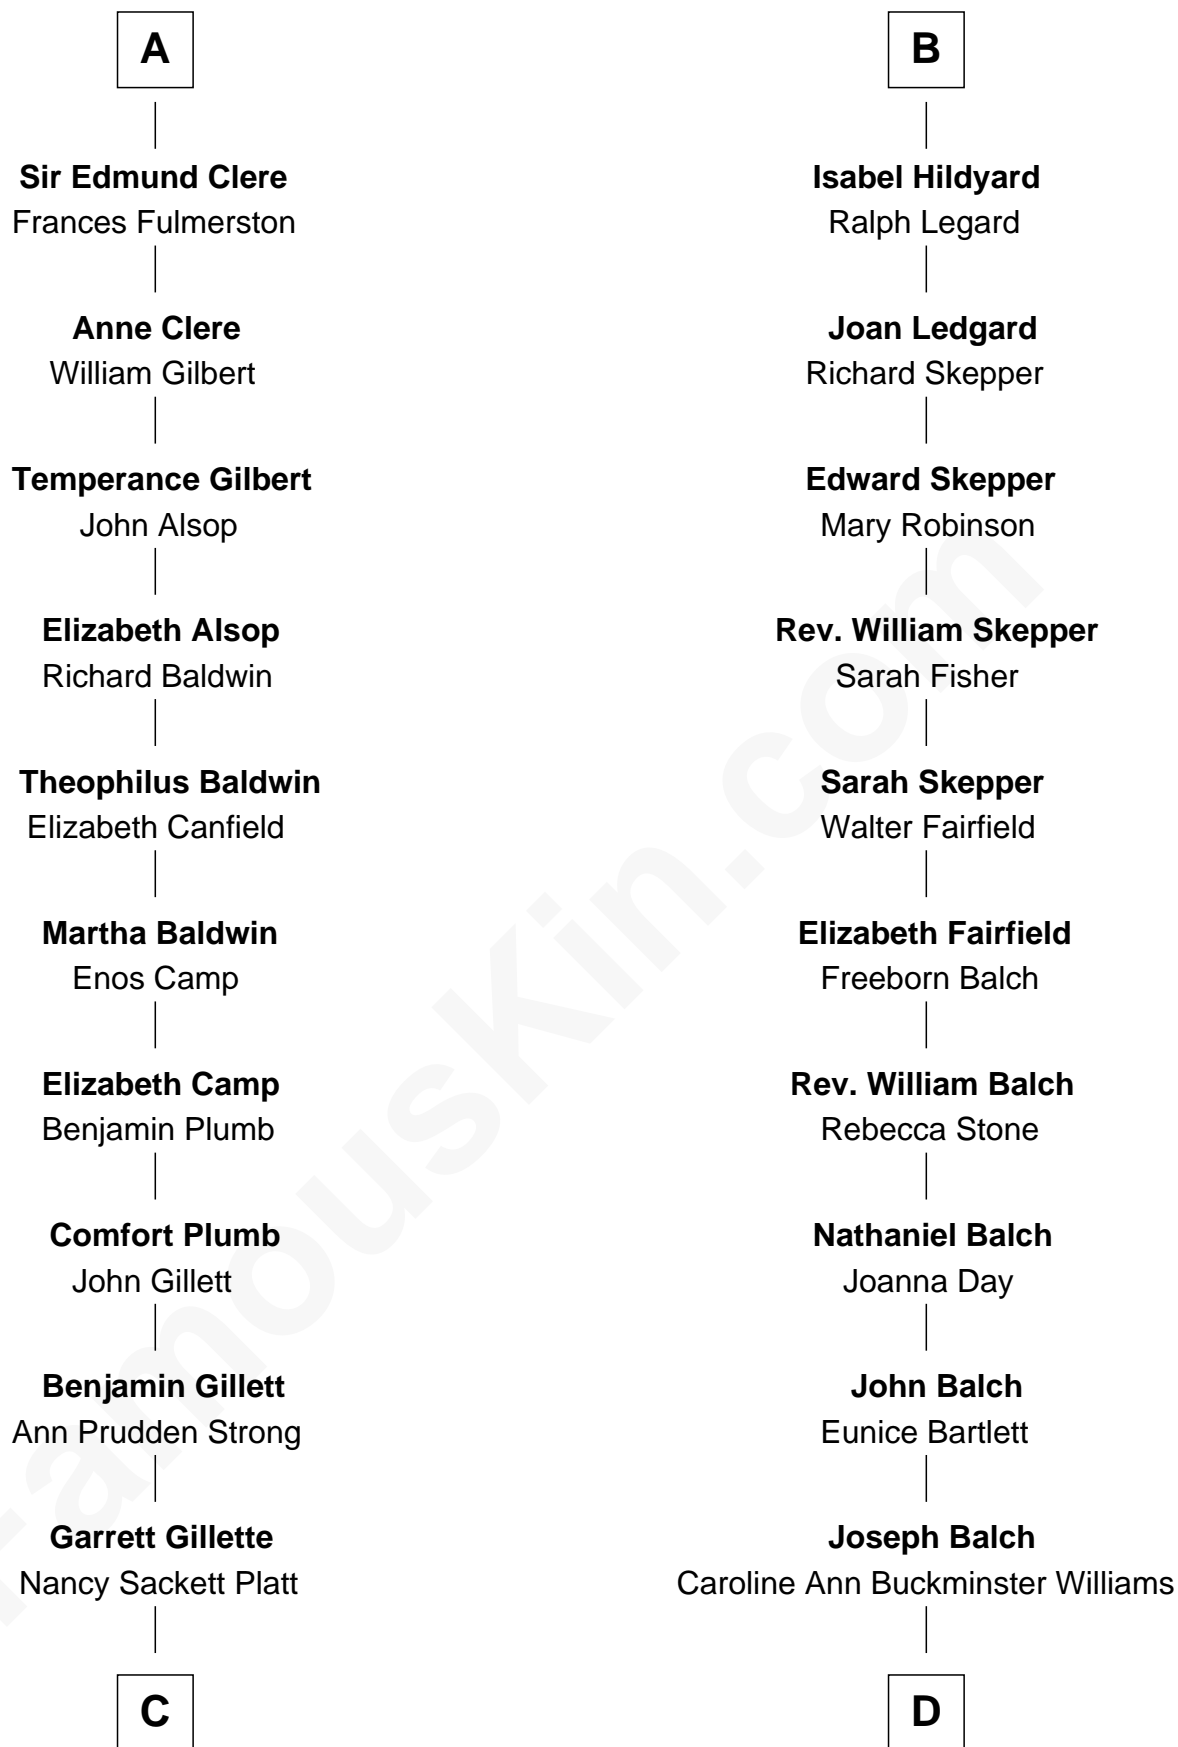 A
Sir Edmund Clere
Frances Fulmerston
Anne Clere
William Gilbert
Temperance Gilbert
John Alsop
Elizabeth Alsop
Richard Baldwin
Theophilus Baldwin
Elizabeth Canfield
Martha Baldwin
Enos Camp
Elizabeth Camp
Benjamin Plumb
Comfort Plumb
John Gillett
Benjamin Gillett
Ann Prudden Strong
Garrett Gillette
Nancy Sackett Platt
C
B
Isabel Hildyard
Ralph Legard
Joan Ledgard
Richard Skepper
Edward Skepper
Mary Robinson
Rev. William Skepper
Sarah Fisher
Sarah Skepper
Walter Fairfield
Elizabeth Fairfield
Freeborn Balch
Rev. William Balch
Rebecca Stone
Nathaniel Balch
Joanna Day
John Balch
Eunice Bartlett
Joseph Balch
Caroline Ann Buckminster Williams
D
FamousKin.com